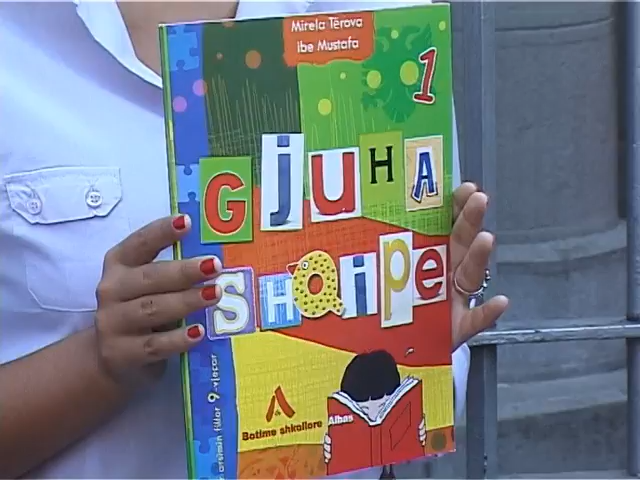 Mirela Tërova
Ibe Mustafa
1
GjuHA
SHQipe
Botime shkollore Albas
arsimin fillor 9-vjeçar